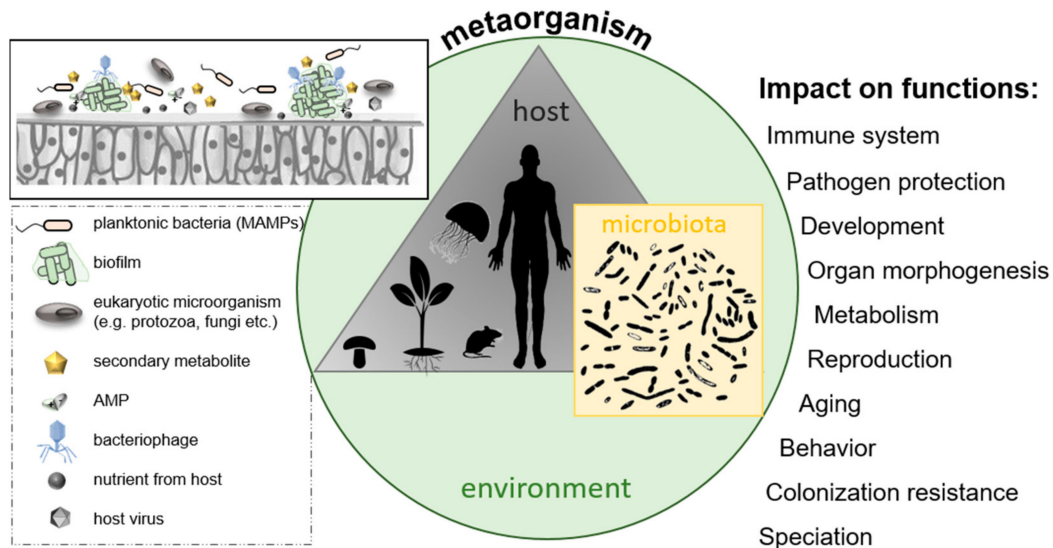 metaorganism
host
microbiota
environment
planktonic bacteria (MAMPs)
biofilm
eukaryotic microorganism
(e.g. protozoa, fungi etc.)
secondary metabolite
AMP
bacteriophage
nutrient from host
host virus
Impact on functions:
Immune system
Pathogen protection
Development
Organ morphogenesis
Metabolism
Reproduction
Aging
Behavior
Colonization resistance
Speciation